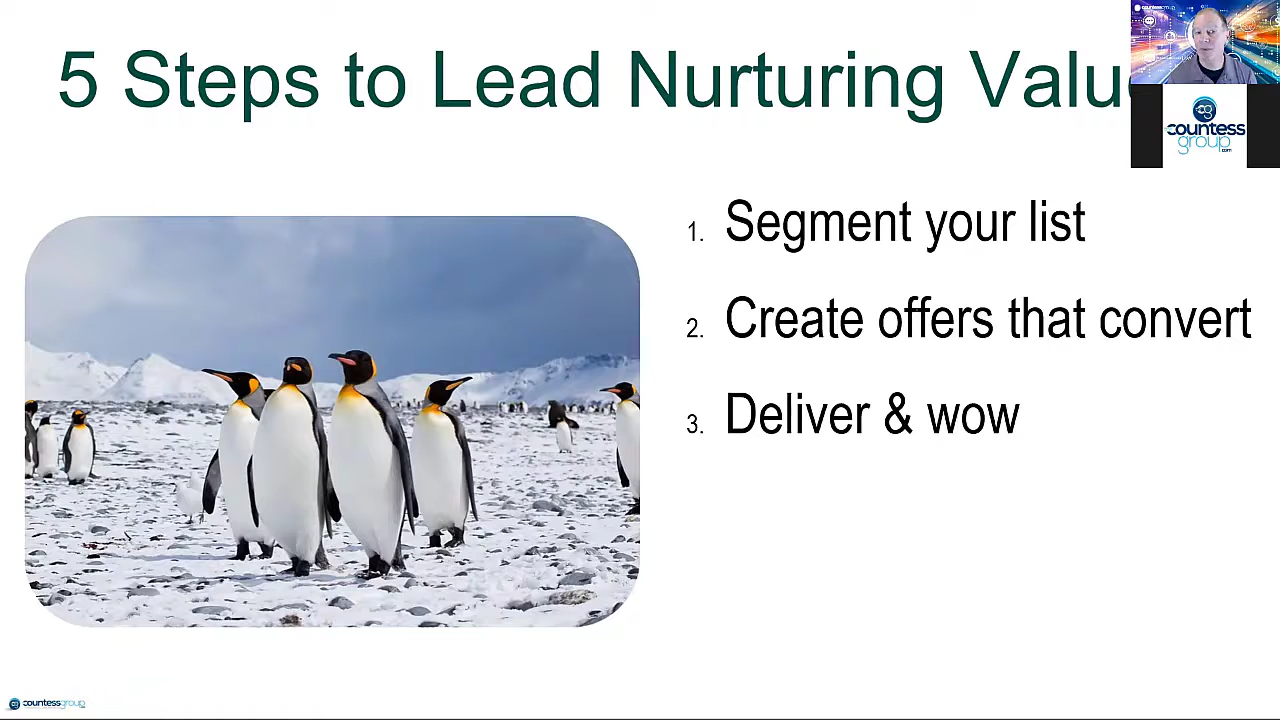 5 Steps to Lead Nurturing Valu
countess
group
.com
1. Segment your list
2. Create offers that convert
3. Deliver & wow
countessgroup